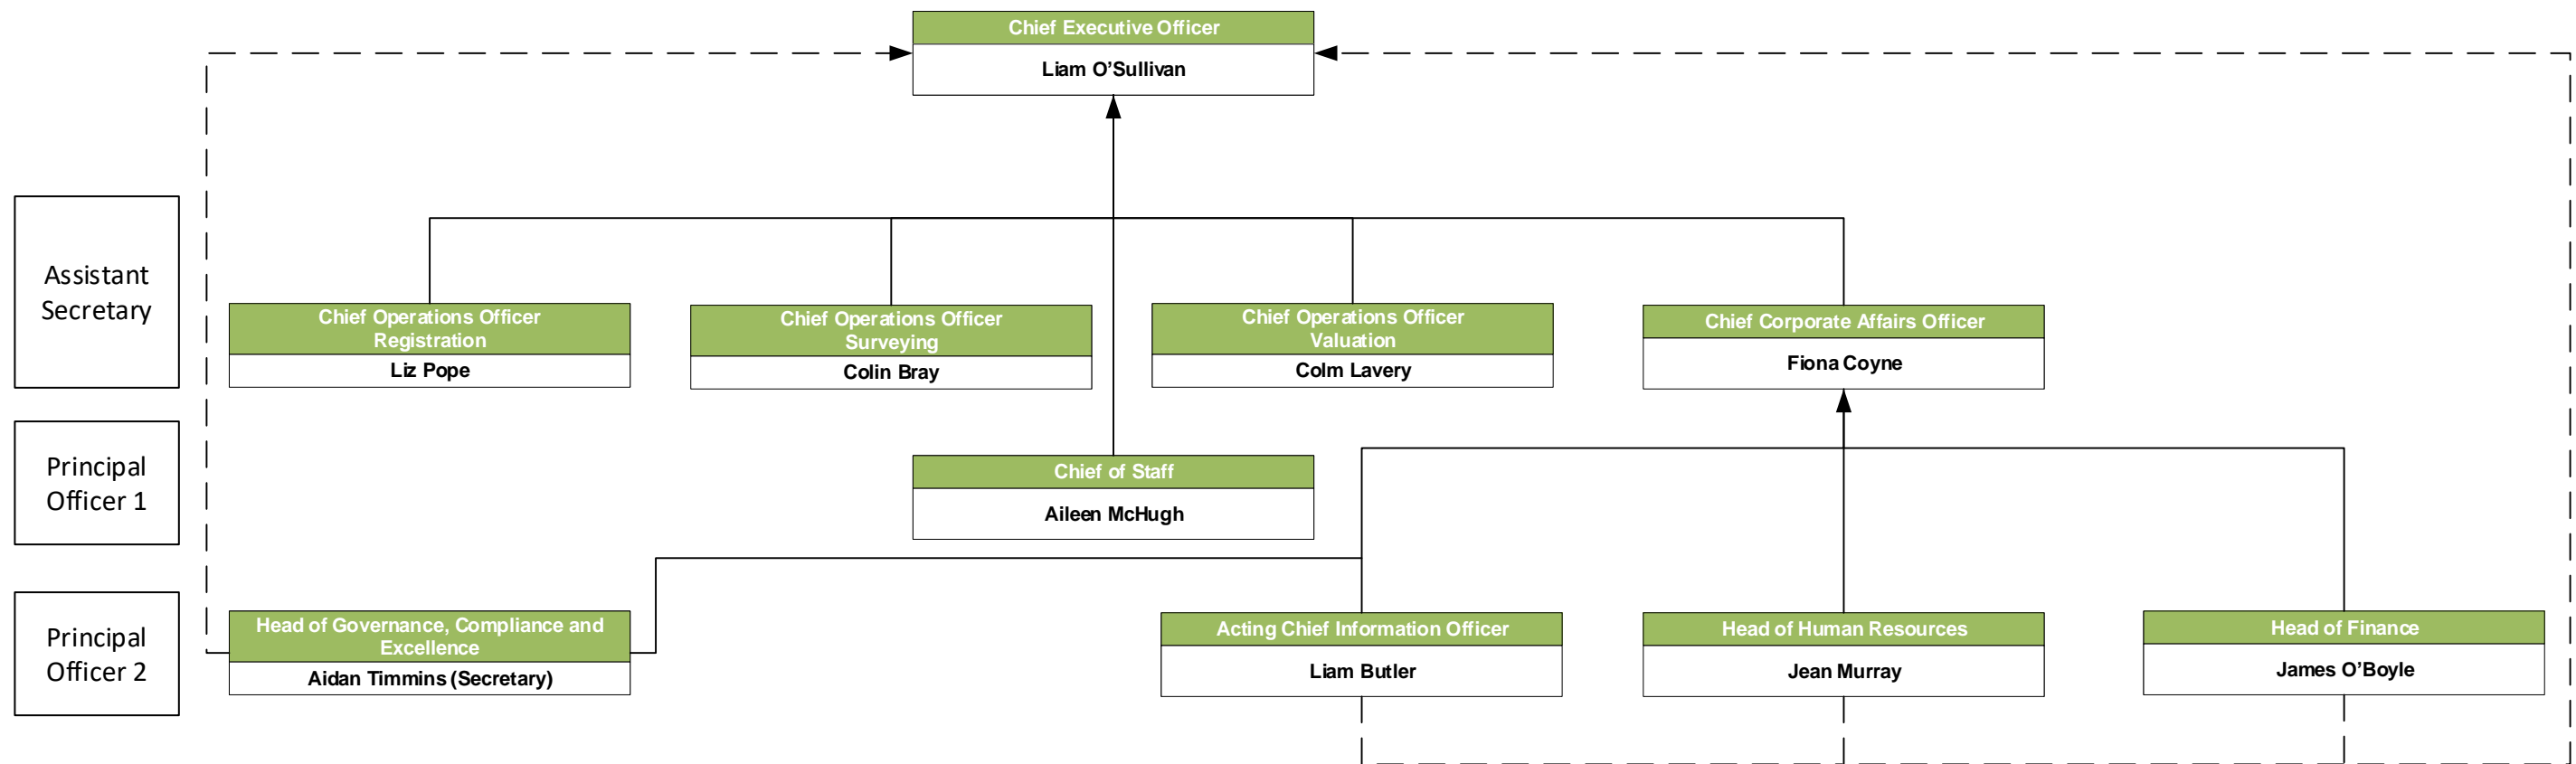 Chief Executive Officer
Liam O’Sullivan
Assistant
Secretary
Chief Operations Officer
Registration
Liz Pope
Chief Operations Officer
Surveying
Colin Bray
Chief Operations Officer
Valuation
Colm Lavery
Chief Corporate Affairs Officer
Fiona Coyne
Principal
Officer 1
Chief of Staff
Aileen McHugh
Principal
Officer 2
Head of Governance, Compliance and
Excellence
Aidan Timmins (Secretary)
Acting Chief Information Officer
Liam Butler
Head of Human Resources
Jean Murray
Head of Finance
James O’Boyle